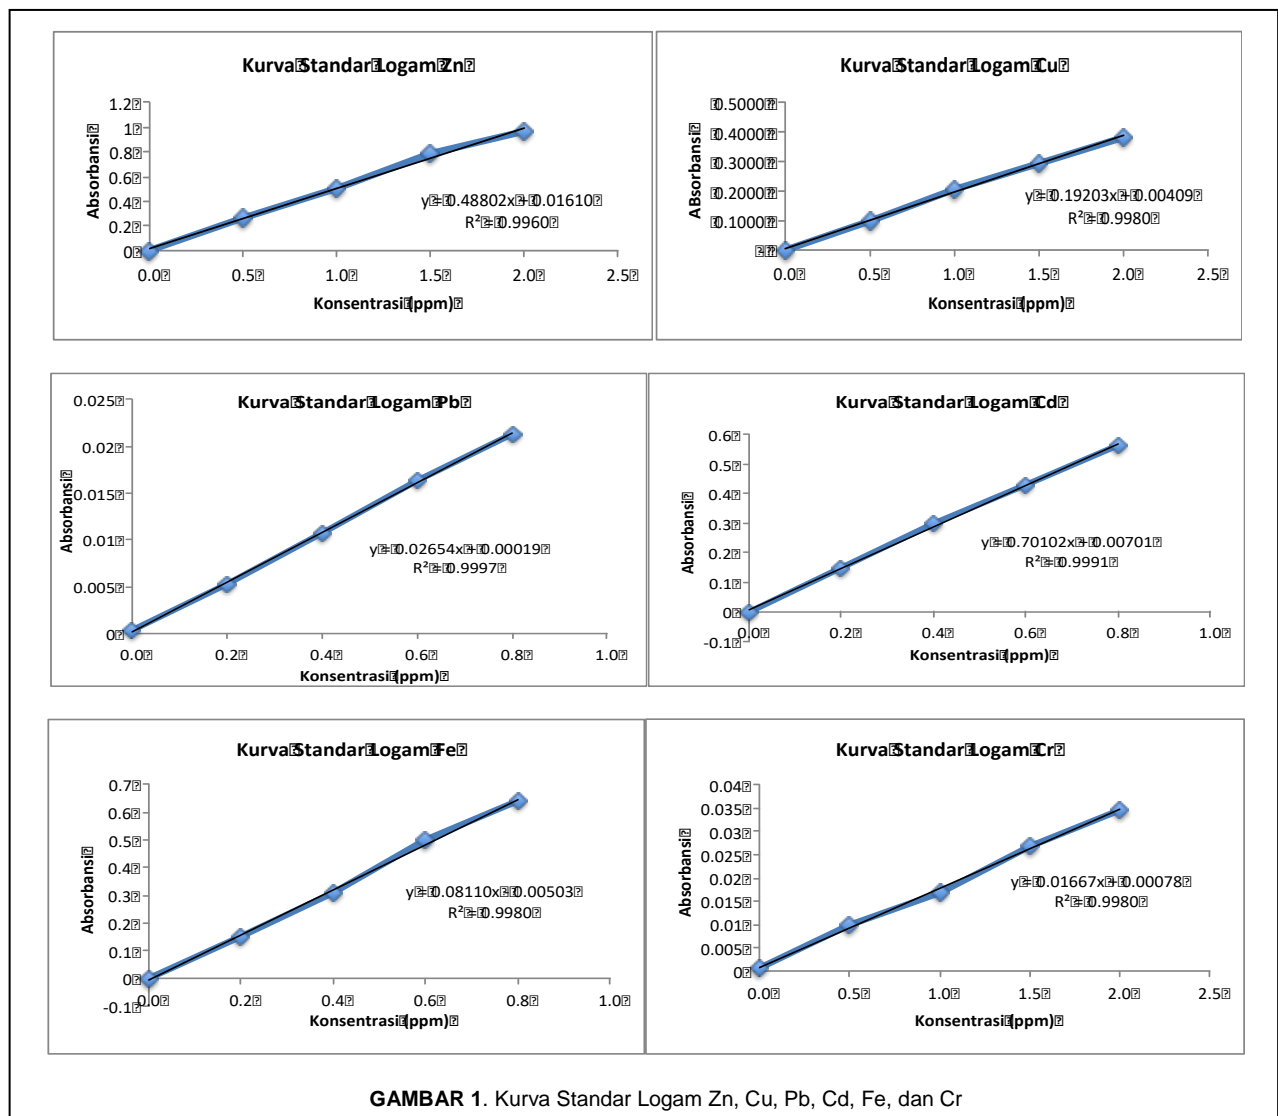 Kurva Standar Logam Zn
Absorbansi
1.2
1
0.8
0.6
0.4
0.2
0
y = 0.48802x + 0.01610
R² = 0.9960
0.0 0.5 1.0 1.5 2.0 2.5
Konsentrasi (ppm)
Kurva Standar Logam Cu
ABsorbansi
0.5000
0.4000
0.3000
0.2000
0.1000
y = 0.19203x + 0.00409
R² = 0.9980
0.0 0.5 1.0 1.5 2.0 2.5
Konsentrasi (ppm)
Kurva Standar Logam Pb
Absorbansi
0.025
0.02
0.015
0.01
0.005
0
y = 0.02654x + 0.00019
R² = 0.9997
0.0 0.2 0.4 0.6 0.8 1.0
Konsentrasi (ppm)
Kurva Standar Logam Cd
Absorbansi
0.6
0.5
0.4
0.3
0.2
0.1
0
-0.1
y = 0.70102x + 0.00701
R² = 0.9991
0.0 0.2 0.4 0.6 0.8 1.0
Konsentrasi (ppm)
Kurva Standar Logam Fe
Absorbansi
0.7
0.6
0.5
0.4
0.3
0.2
0.1
0
-0.1
y = 0.08110x 0.00503
R² = 0.9980
0.0 0.2 0.4 0.6 0.8 1.0
Konsentrasi (ppm)
Kurva Standar Logam Cr
Absorbansi
0.04
0.035
0.03
0.025
0.02
0.015
0.01
0.005
0
y = 0.01667x + 0.00078
R² = 0.9980
0.0 0.5 1.0 1.5 2.0 2.5
Konsentrasi (ppm)
GAMBAR 1. Kurva Standar Logam Zn, Cu, Pb, Cd, Fe, dan Cr